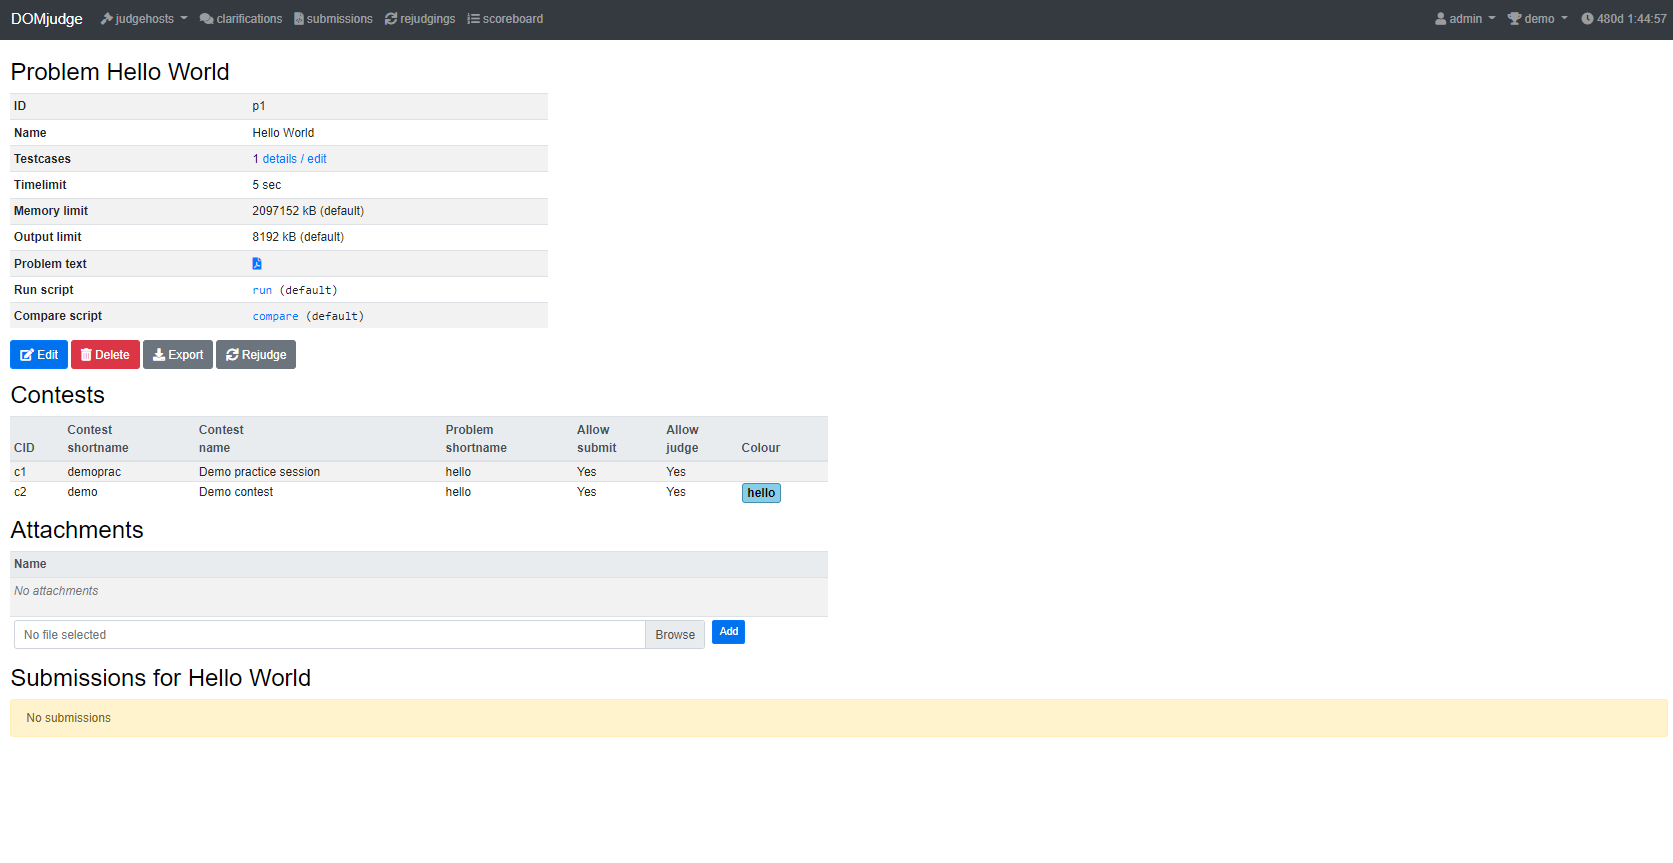 DOMjudge judgehosts clarifications submissions rejudgings scoreboard admin demo 480d 1:44:57
Problem Hello World
ID p1
Name Hello World
Testcases 1 details / edit
Timelimit 5 sec
Memory limit 2097152 kB (default)
Output limit 8192 kB (default)
Problem text
Run script run (default)
Compare script compare (default)
Edit Delete Export Rejudge
Contests
Contest Contest Problem Allow Allow
CID shortname name shortname submit judge Colour
c1 demoprac Demo practice session hello Yes Yes
c2 demo Demo contest hello Yes Yes hello
Attachments
Name
No attachments
No file selected Browse Add
Submissions for Hello World
No submissions